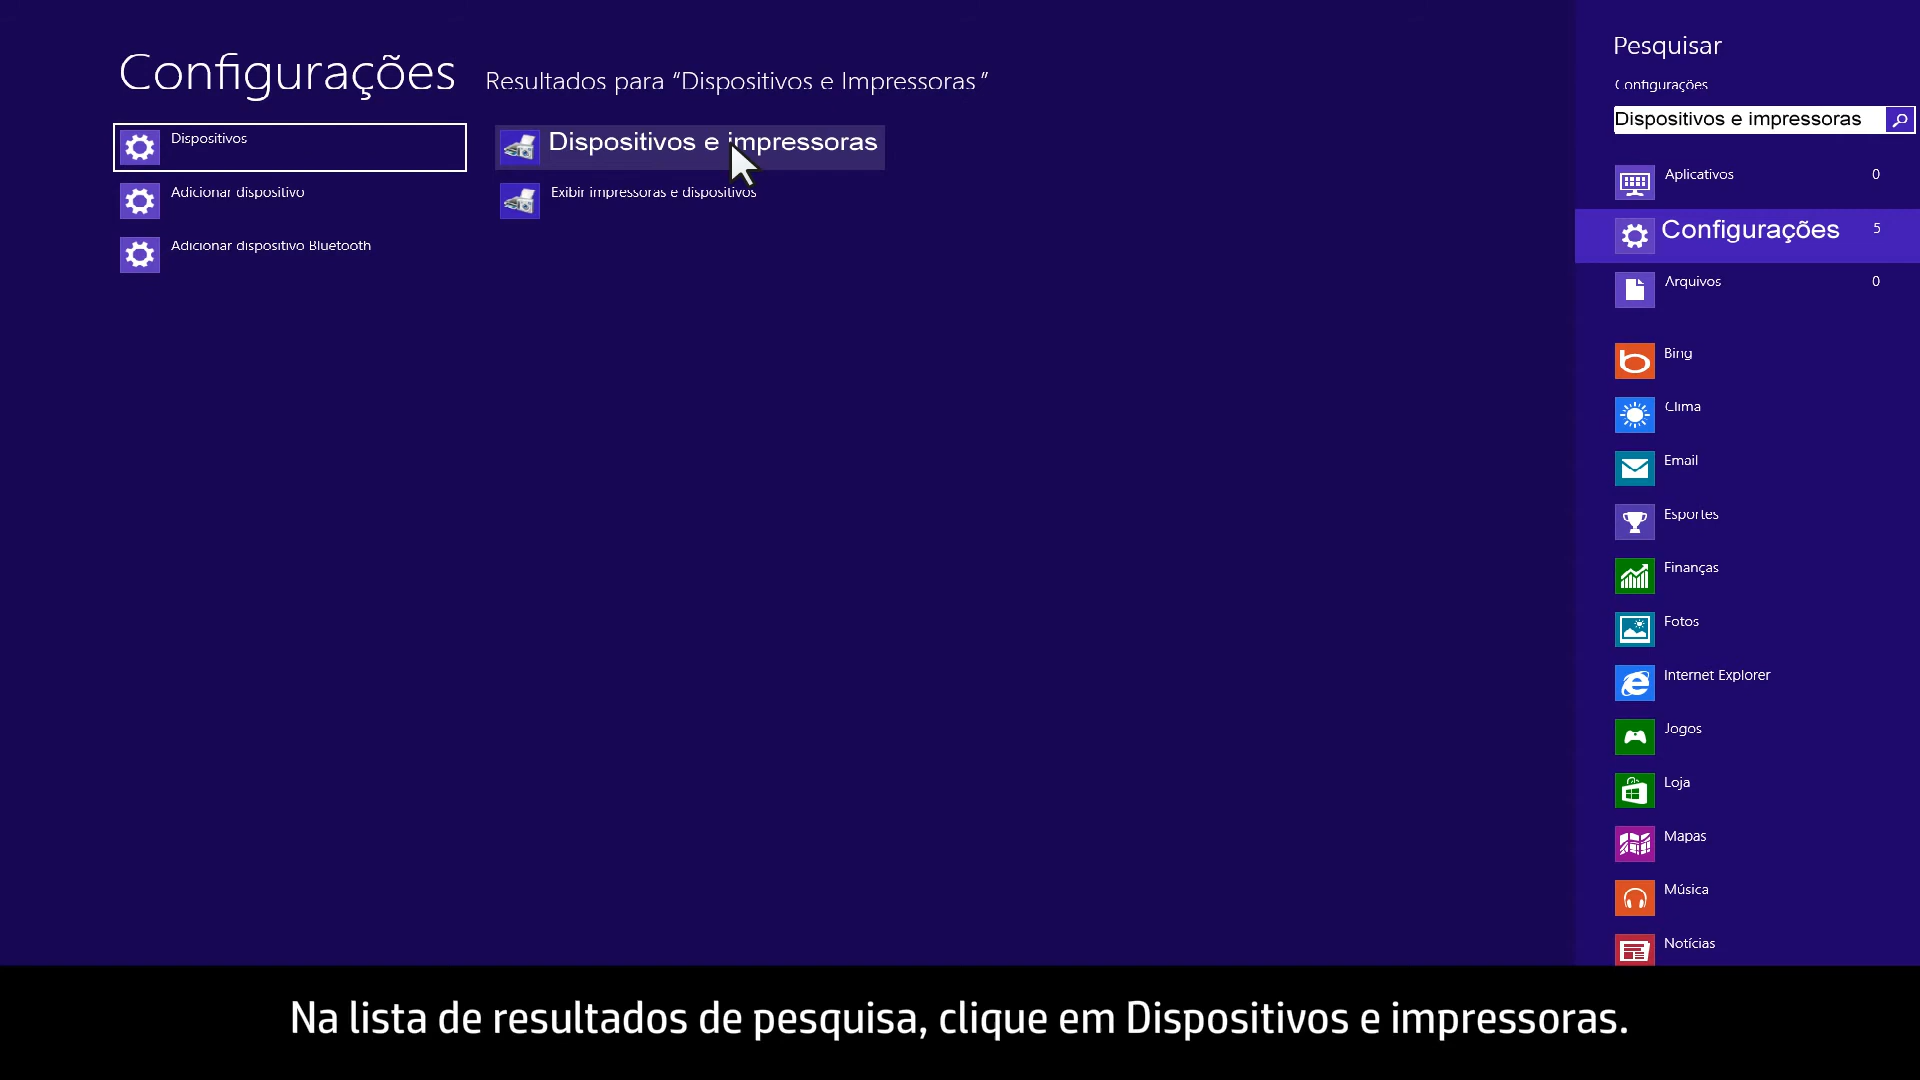 Configurações
Resultados para “Dispositivos e Impressoras ”
Dispositivos
Adicionar dispositivo
Adicionar dispositivo Bluetooth
Dispositivos e impressoras
Exibir impressoras e dispositivos
Pesquisar
Configurações
Dispositivos e impressoras
Aplicativos 0
Configurações 5
Arquivos 0
Bing
Clima
Email
Esportes
Finanças
Fotos
Internet Explorer
Jogos
Loja
Mapas
Música
Notícias
Na lista de resultados de pesquisa, clique em Dispositivos e impressoras.